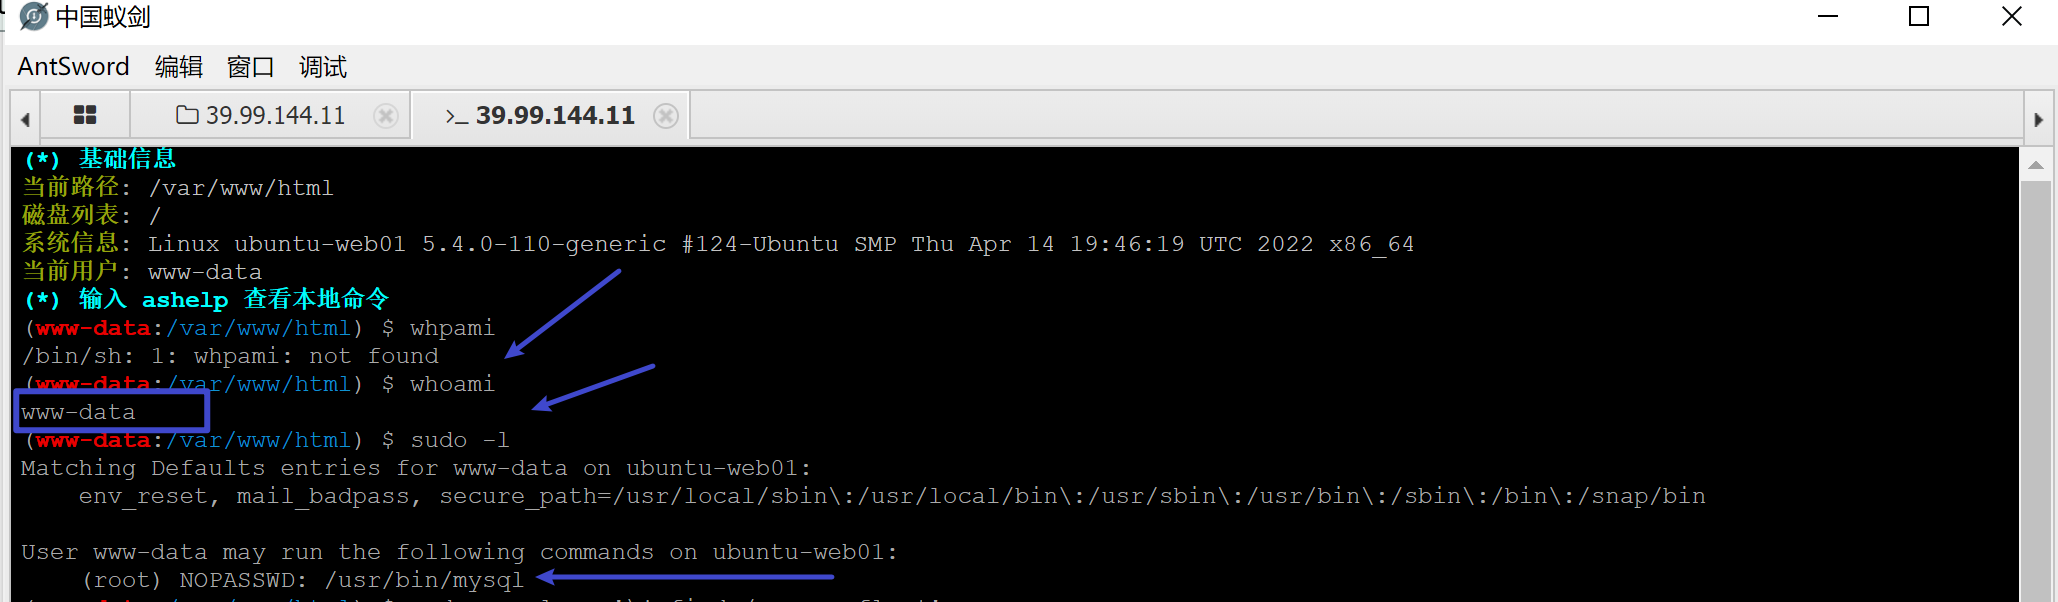 中国蚁剑
AntSword 编辑 窗口 调试
39.99.144.11 >_ 39.99.144.11
(*) 基础信息
当前路径: /var/www/html
磁盘列表: /
系统信息: Linux ubuntu-web01 5.4.0-110-generic #124-Ubuntu SMP Thu Apr 14 19:46:19 UTC 2022 x86_64
当前用户: www-data
(*) 输入 ashelp 查看本地命令
(www-data:/var/www/html) $ whpami
/bin/sh: 1: whpami: not found
(www-data:/var/www/html) $ whoami
www-data
(www-data:/var/www/html) $ sudo -l
Matching Defaults entries for www-data on ubuntu-web01:
env_reset, mail_badpass, secure_path=/usr/local/sbin\:/usr/local/bin\:/usr/sbin\:/usr/bin\:/sbin\:/bin\:/snap/bin
User www-data may run the following commands on ubuntu-web01:
(root) NOPASSWD: /usr/bin/mysql